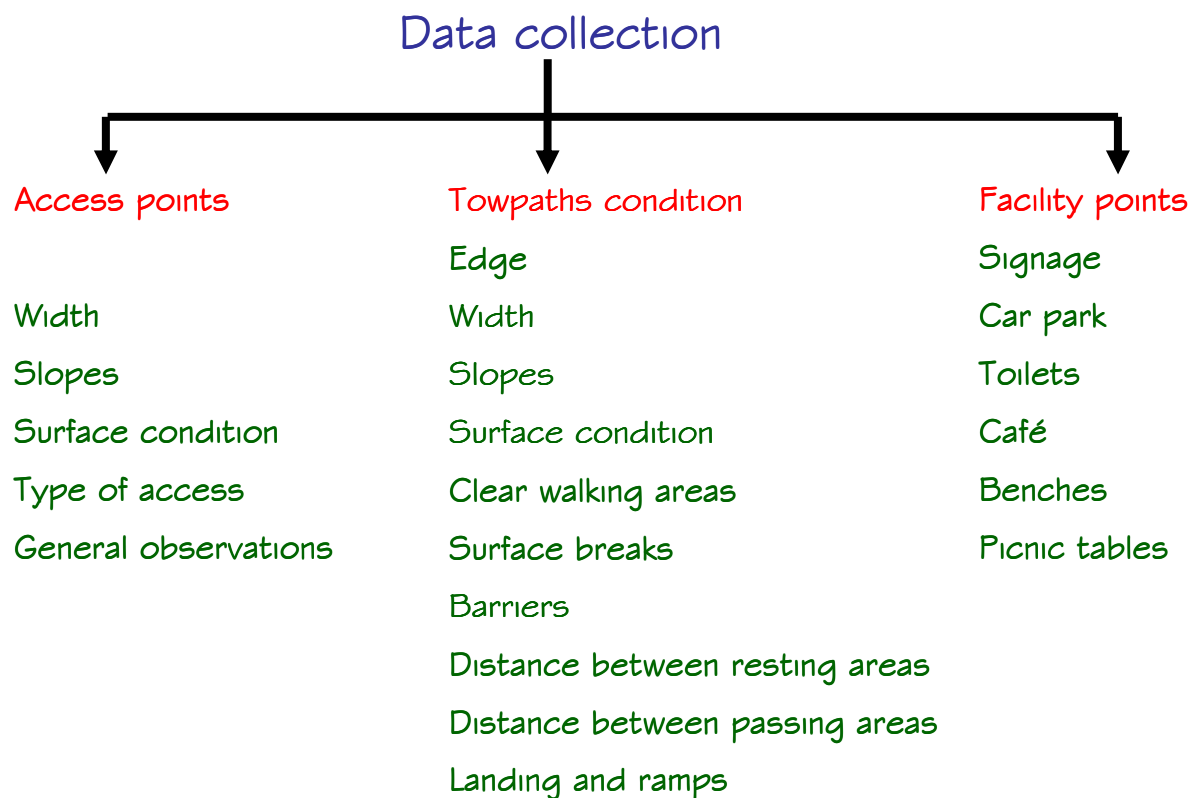 Data collection
Access points
Width
Slopes
Surface condition
Type of access
General observations
Towpaths condition
Edge
Width
Slopes
Surface condition
Clear walking areas
Surface breaks
Barriers
Distance between resting areas
Distance between passing areas
Landing and ramps
Facility points
Signage
Car park
Toilets
Café
Benches
Picnic tables